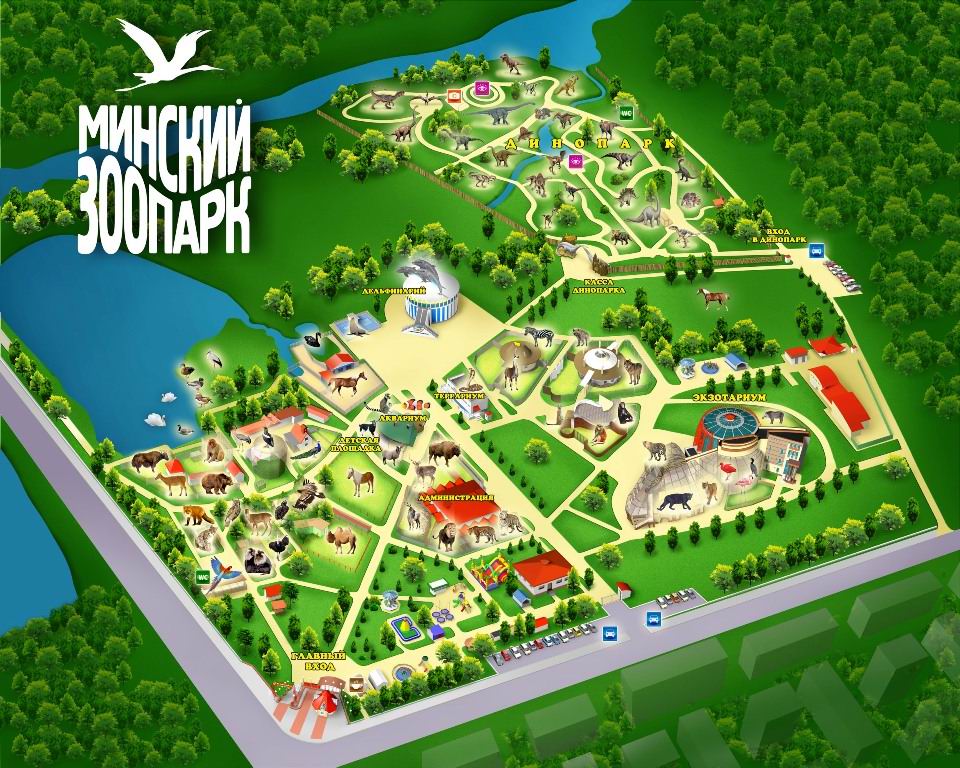 МИНСКИЙ
ЗООПАРК
WC
ДИНОПАРК
ВХОД
В ДИНОПАРК
КАССА
ДИНОПАРКА
ДЕЛЬФИНАРИЙ
ТЕРРАРИУМ
ЭКЗОТАРИУМ
АКВАРИУМ
ДЕТСКАЯ
ПЛОЩАДКА
АДМИНИСТРАЦИЯ
WC
ГЛАВНЫЙ
ВХОД